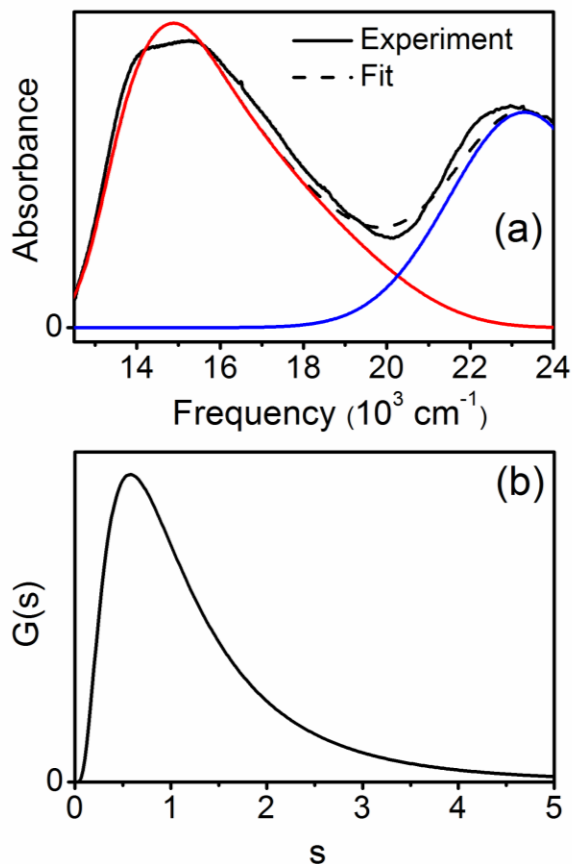 Experiment
Fit
Absorbance
(a)
0
14 16 18 20 22 24
Frequency (10³ cm⁻¹)
(b)
G(s)
0
0 1 2 3 4 5
s